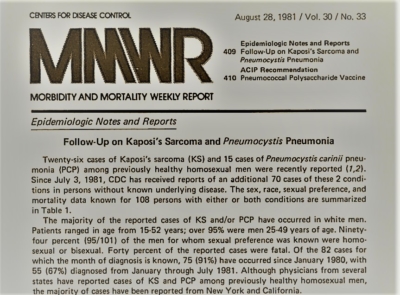 CENTERS FOR DISEASE CONTROL
August 28, 1981 / Vol. 30 / No. 33
MMWR
MORBIDITY AND MORTALITY WEEKLY REPORT
Epidemiologic Notes and Reports
409 Follow-Up on Kaposi's Sarcoma and
Pneumocystis Pneumonia
ACIP Recommendation
410 Pneumococcal Polysaccharide Vaccine
Epidemiologic Notes and Reports
Follow-Up on Kaposi's Sarcoma and Pneumocystis Pneumonia
Twenty-six cases of Kaposi's sarcoma (KS) and 15 cases of Pneumocystis carinii pneu-
monia (PCP) among previously healthy homosexual men were recently reported (1,2).
Since July 3, 1981, CDC has received reports of an additional 70 cases of these 2 condi-
tions in persons without known underlying disease. The sex, race, sexual preference, and
mortality data known for 108 persons with either or both conditions are summarized
in Table 1.
The majority of the reported cases of KS and/or PCP have occurred in white men.
Patients ranged in age from 15-52 years; over 95% were men 25-49 years of age. Ninety-
four percent (95/101) of the men for whom sexual preference was known were homo-
sexual or bisexual. Forty percent of the reported cases were fatal. Of the 82 cases for
which the month of diagnosis is known, 75 (91%) have occurred since January 1980, with
55 (67%) diagnosed from January through July 1981. Although physicians from several
states have reported cases of KS and PCP among previously healthy homosexual men,
the majority of cases have been reported from New York and California.